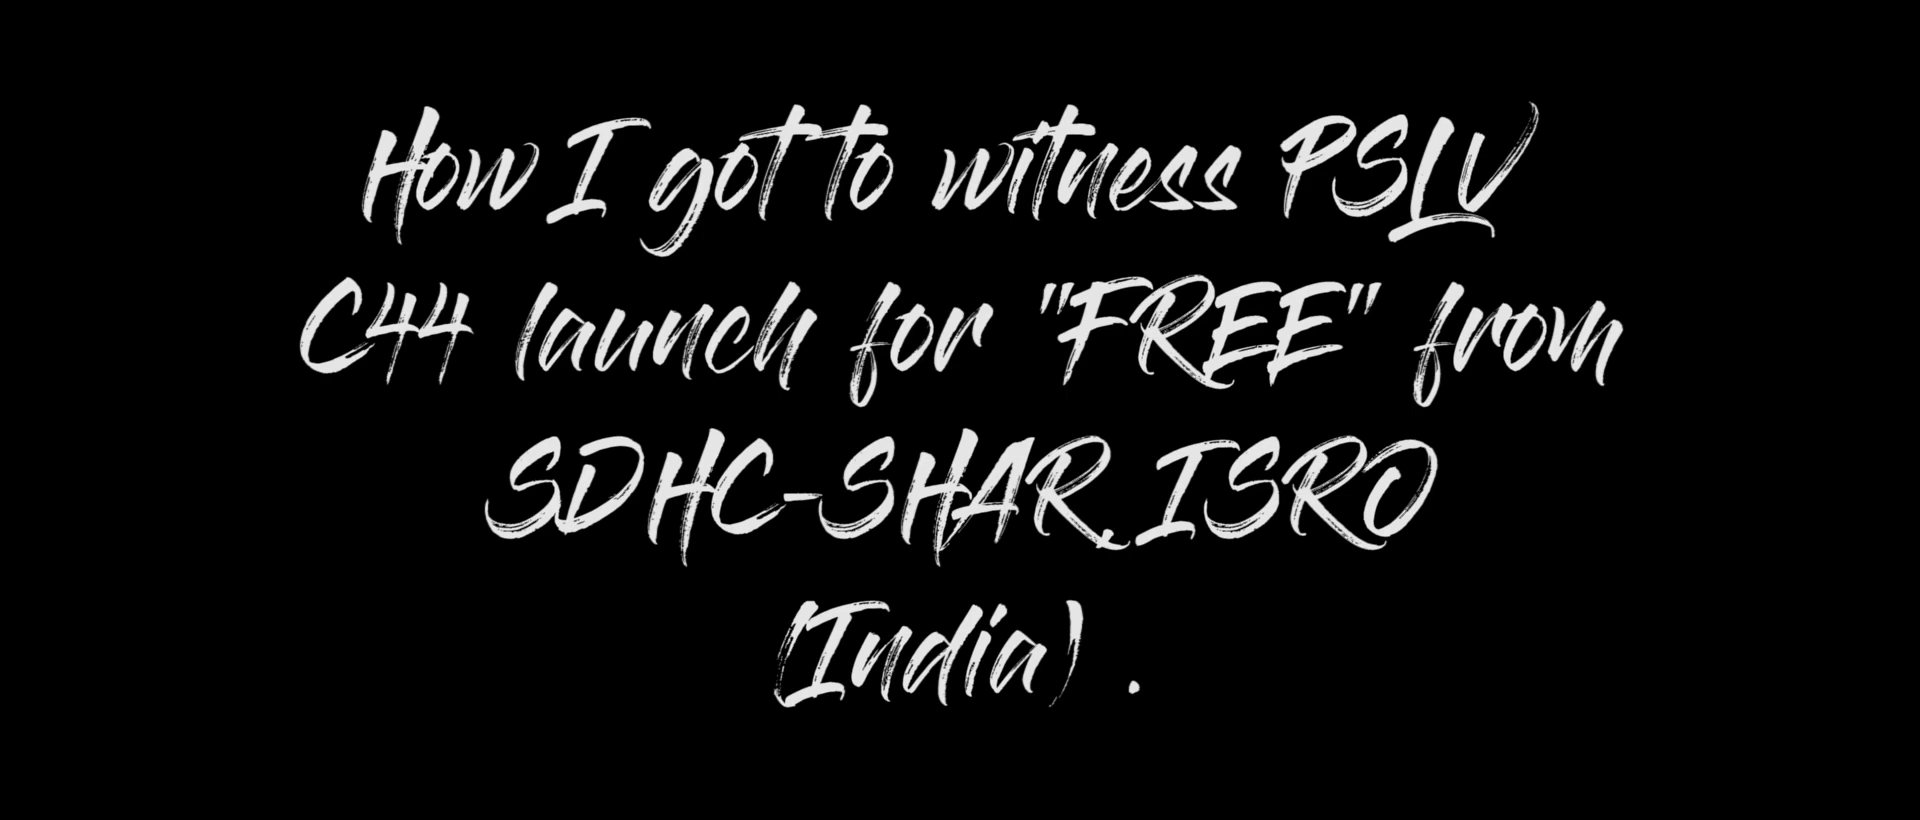 How I got to witness PSLV
C44 launch for "FREE" from
SDHC-SHAR, ISRO
(India) .